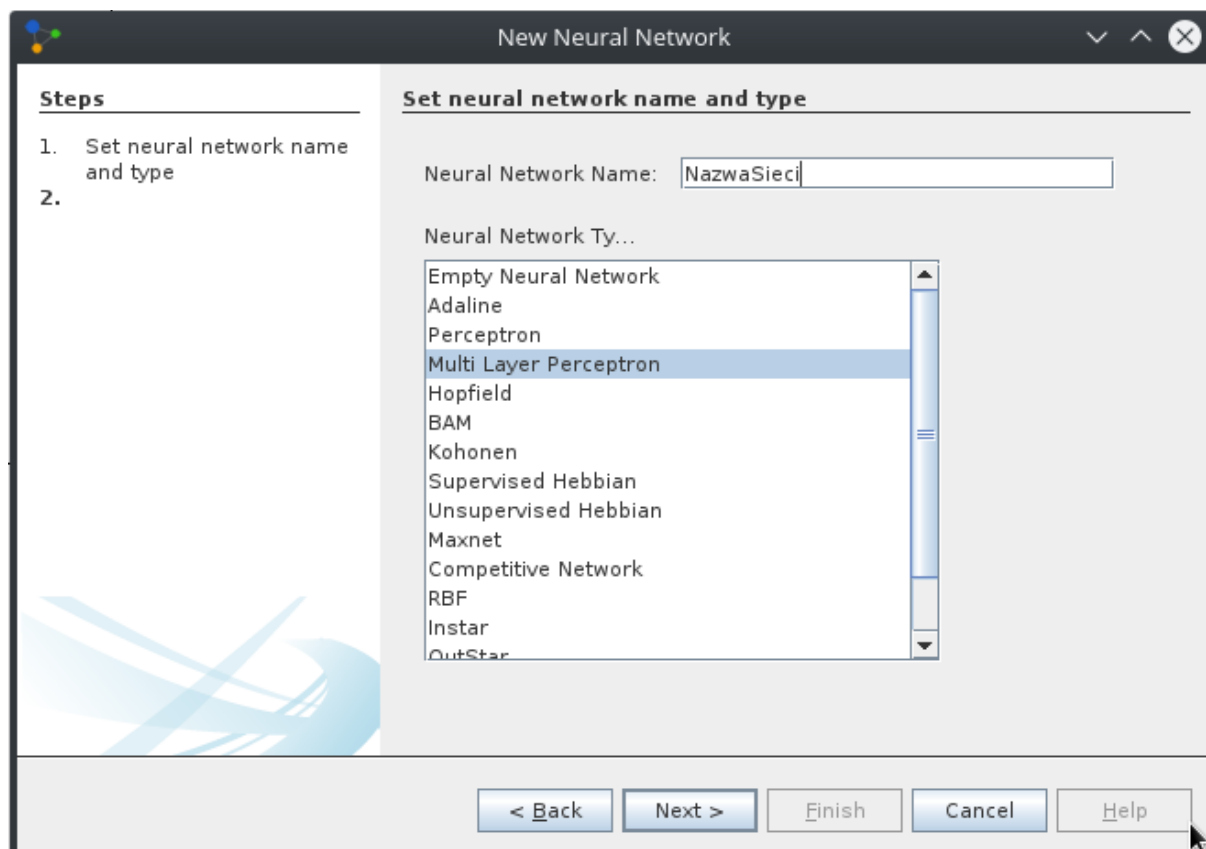 New Neural Network
Steps
1. Set neural network name
and type
2.
Set neural network name and type
Neural Network Name: NazwaSieci
Neural Network Ty...
Empty Neural Network
Adaline
Perceptron
Multi Layer Perceptron
Hopfield
BAM
Kohonen
Supervised Hebbian
Unsupervised Hebbian
Maxnet
Competitive Network
RBF
Instar
OutStar
< Back Next > Finish Cancel Help